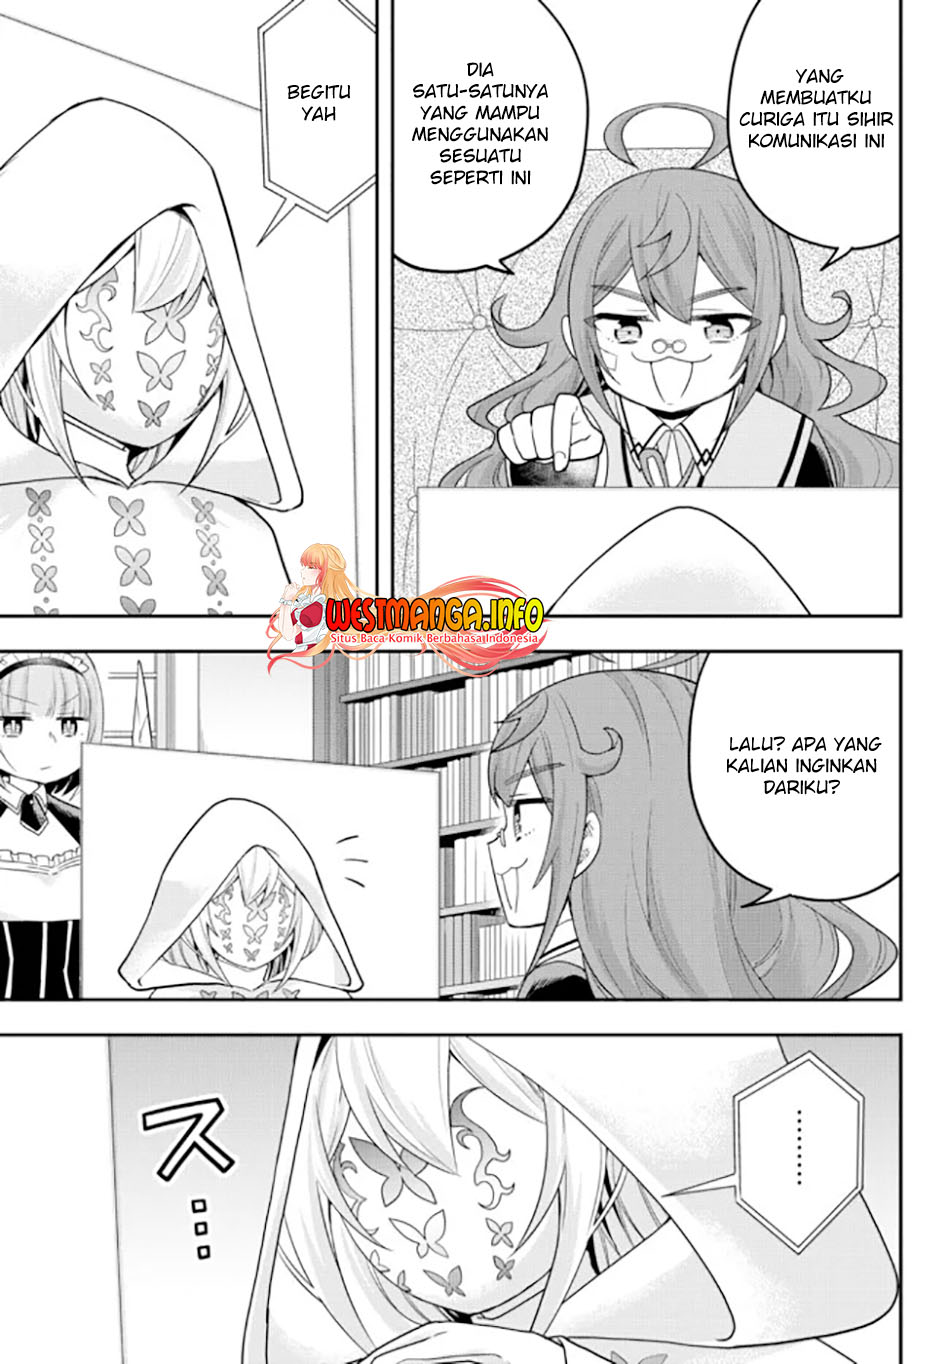 YANG
MEMBUATKU
CURIGA ITU SIHIR
KOMUNIKASI INI
DIA
SATU-SATUNYA
YANG MAMPU
MENGGUNAKAN
SESUATU
SEPERTI INI
BEGITU
YAH
WESTMANGA.INFO
Situs Baca Komik Berbahasa Indonesia
LALU? APA YANG
KALIAN INGINKAN
DARIKU?
.........
ス…